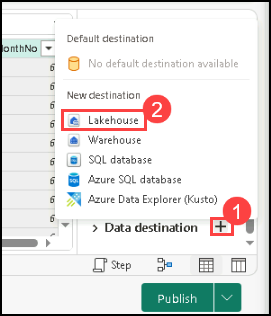 Default destination
onthNo
No default destination available
6
New destination
Lakehouse
2
Warehouse
SQL database
Azure SQL database
Azure Data Explorer (Kusto)
1
Data destination +
Step
Publish